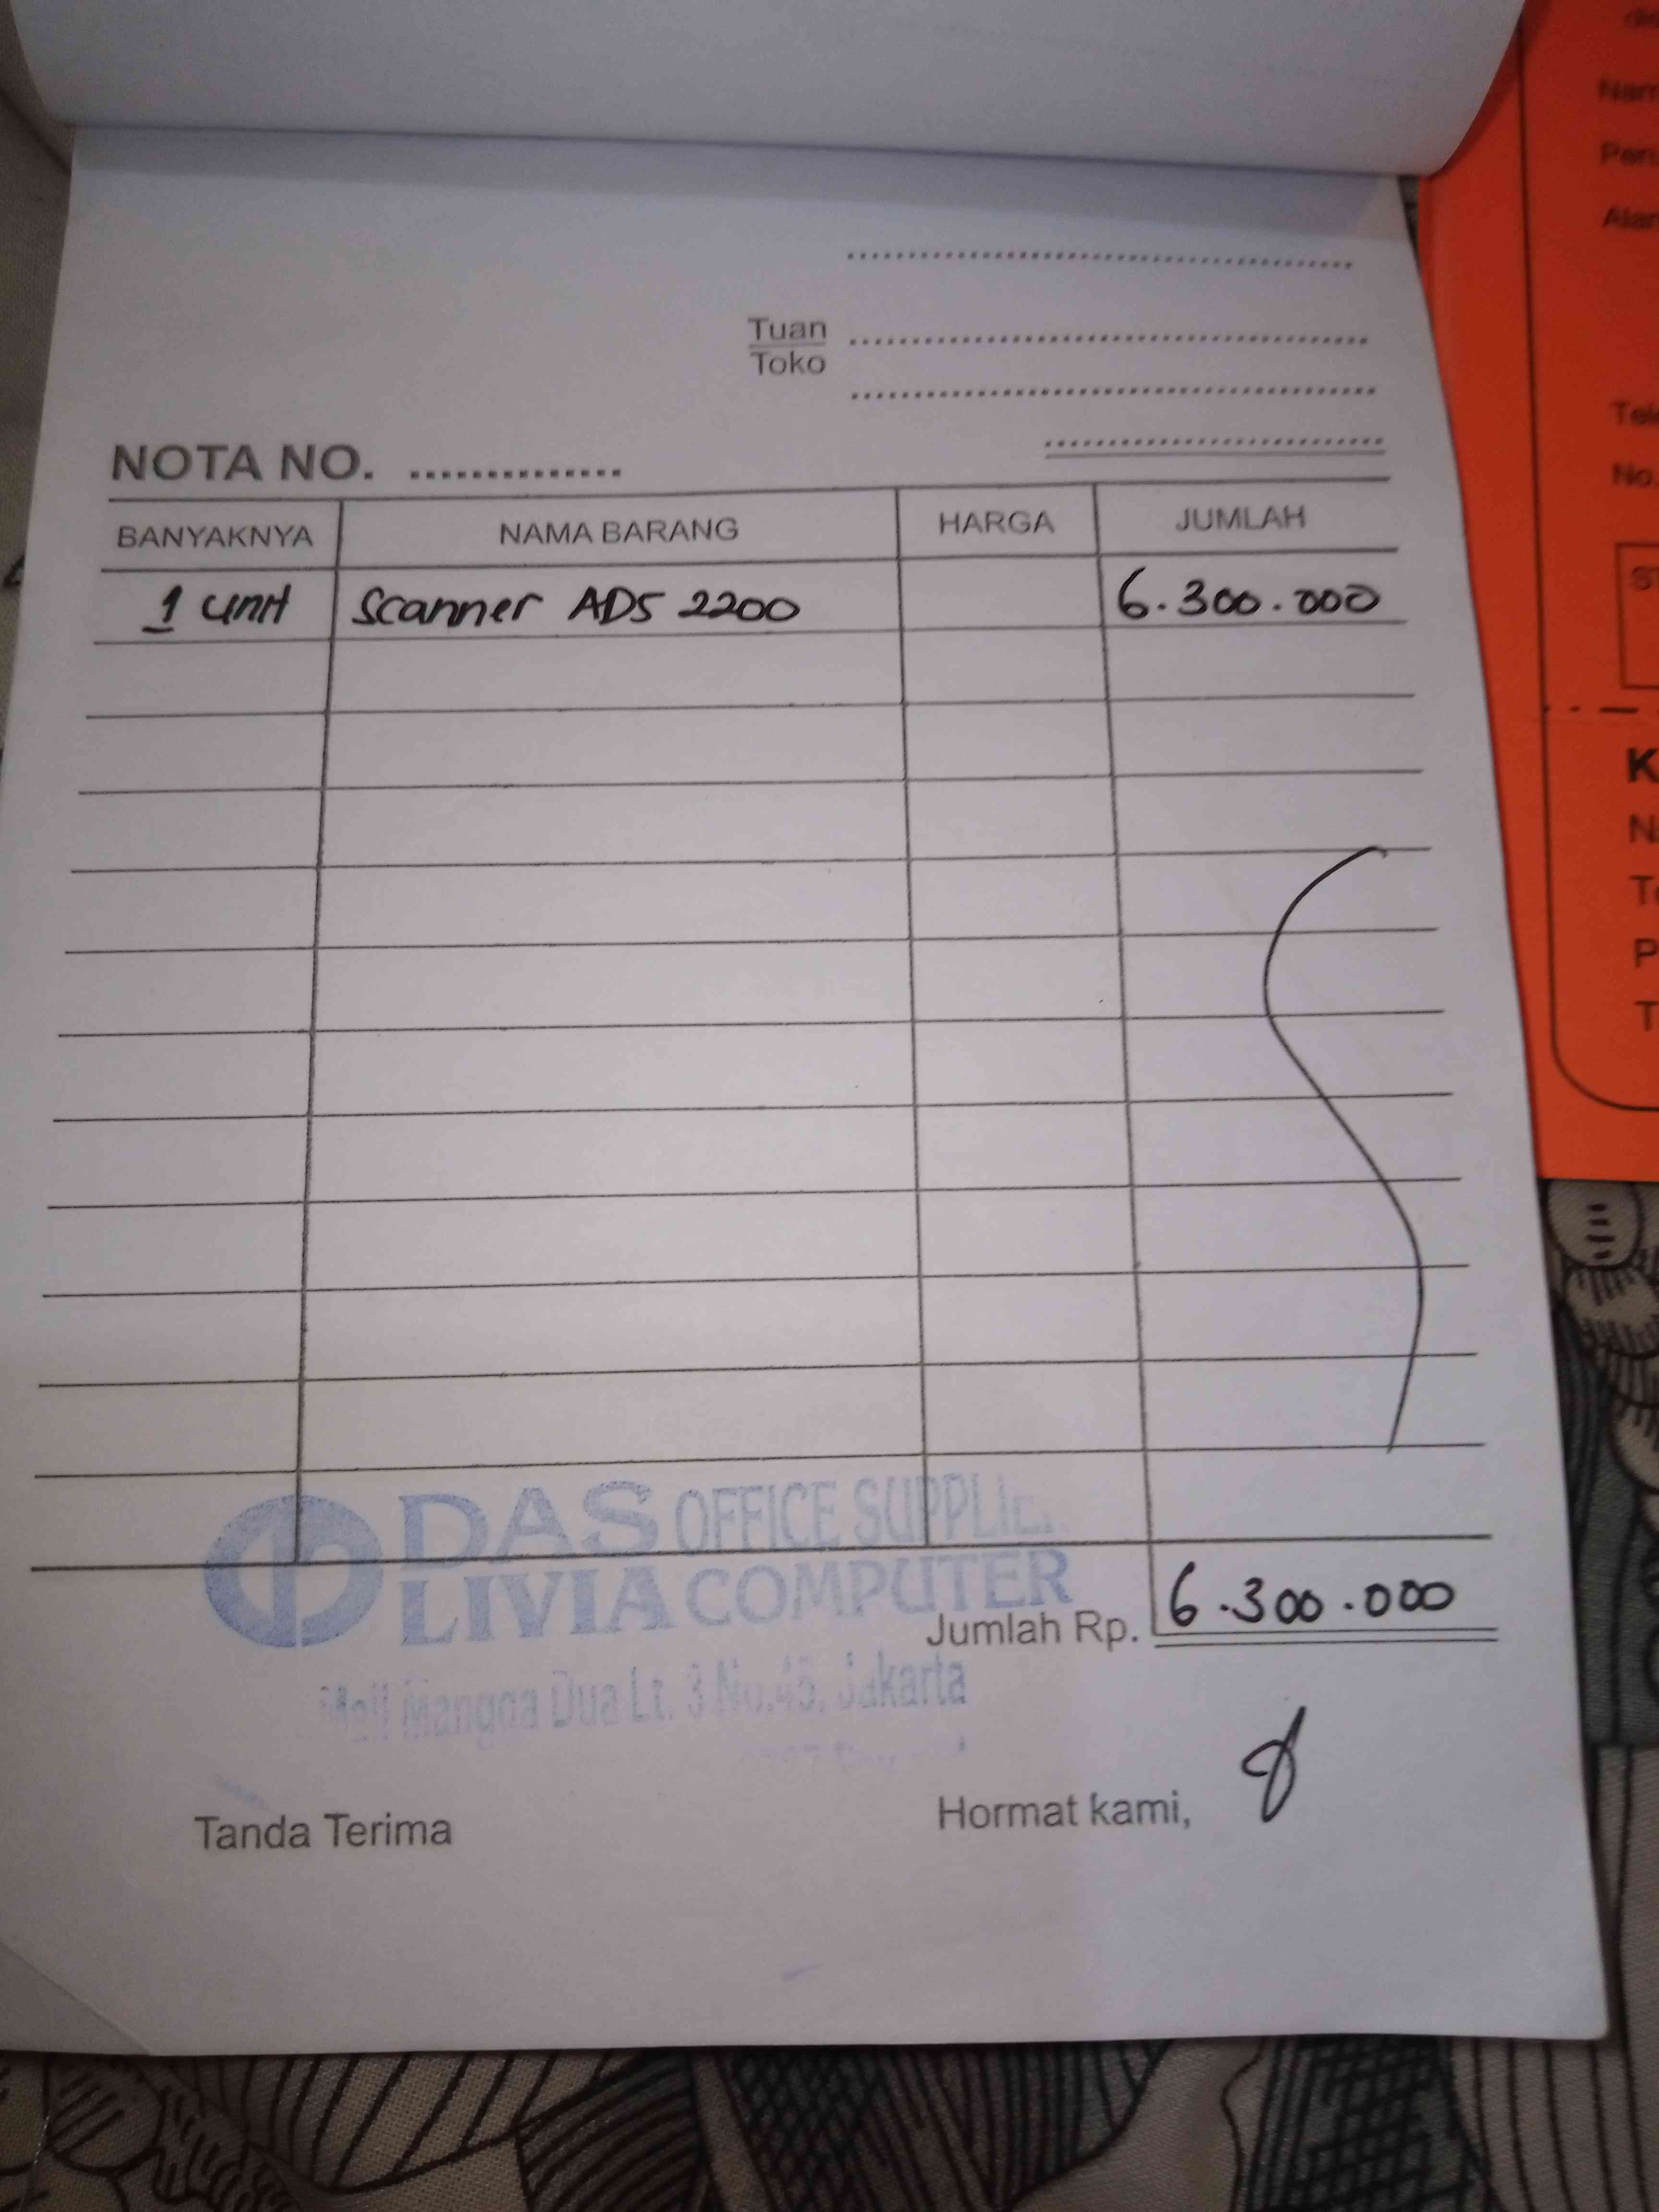 Tuan
Toko
NOTA NO. ..............
BANYAKNYA NAMA BARANG HARGA JUMLAH
1 unit Scanner ADS 2200 6.300.000
DAS OFFICE
LIVIA COMPUTER
Jumlah Rp. 6.300.000
Mall Mangga Dua Lt. 3 No.45, Jakarta
Tanda Terima Hormat kami,
No
K